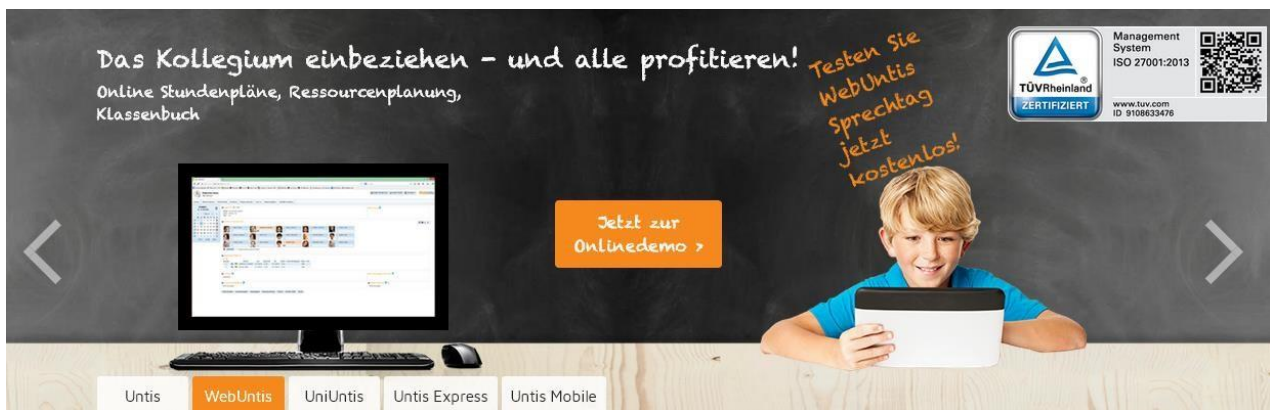 Das Kollegium einbeziehen – und alle profitieren!
Online Stundenpläne, Ressourcenplanung,
Klassenbuch
Testen Sie
WebUntis
Sprechtag
jetzt
kostenlos!
TÜVRheinland®
ZERTIFIZIERT
Management
System
ISO 27001:2013
www.tuv.com
ID 9108633476
Jetzt zur
Onlinedemo >
Untis
WebUntis
UniUntis
Untis Express
Untis Mobile